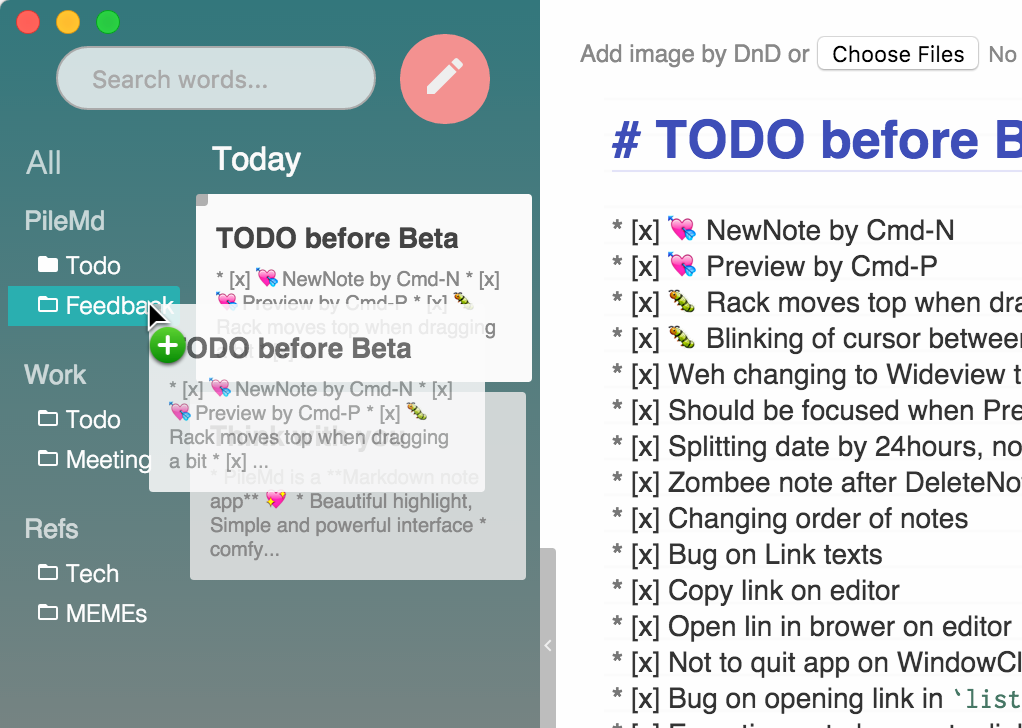 Search words...
All
Today
PileMd
Todo
Feedback
Work
Todo
Meeting
Refs
Tech
MEMEs
TODO before Beta
* [x] 💘 NewNote by Cmd-N * [x]
💘 Preview by Cmd-P * [x] 🐛
Rack moves top when dragging
TODO before Beta
* [x] 💘 NewNote by Cmd-N * [x]
💘 Preview by Cmd-P * [x] 🐛
Rack moves top when dragging
a bit * [x] ...
Think with you
* PileMd is a **Markdown note
app** 💖 * Beautiful highlight,
Simple and powerful interface *
comfy...
Add image by DnD or Choose Files No
# TODO before B
* [x] 💘 NewNote by Cmd-N
* [x] 💘 Preview by Cmd-P
* [x] 🐛 Rack moves top when dra
* [x] 🐛 Blinking of cursor between
* [x] Weh changing to Wideview t
* [x] Should be focused when Pre
* [x] Splitting date by 24hours, no
* [x] Zombee note after DeleteNo
* [x] Changing order of notes
* [x] Bug on Link texts
* [x] Copy link on editor
* [x] Open lin in brower on editor
* [x] Not to quit app on WindowCl
* [x] Bug on opening link in `list